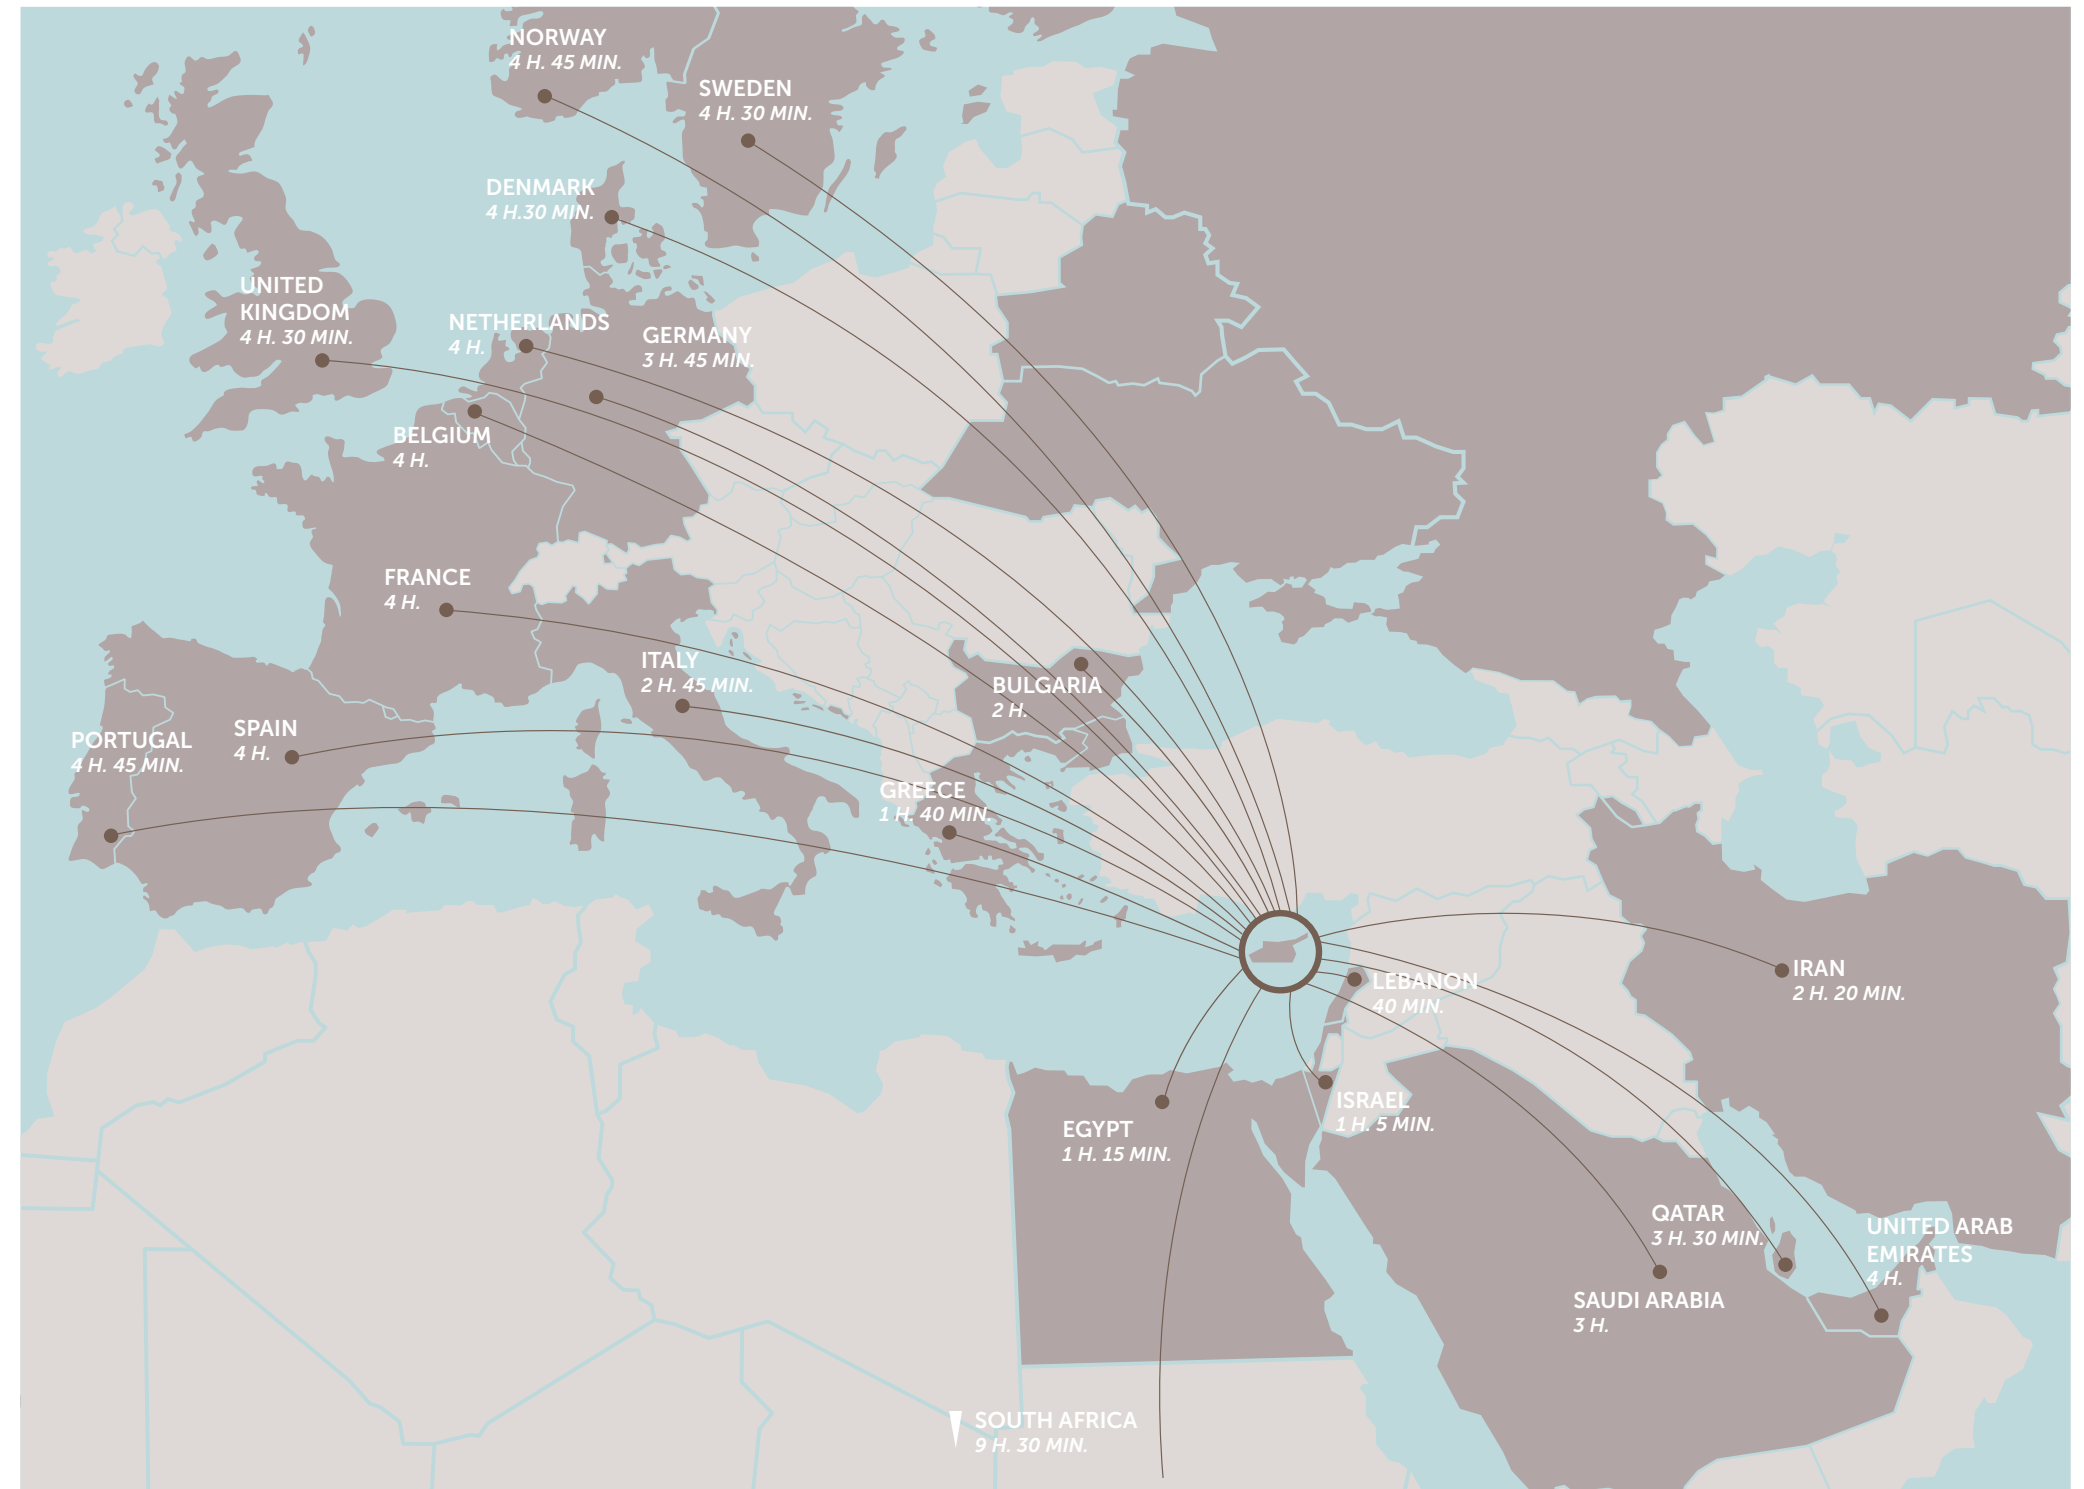 NORWAY
4 H. 45 MIN.
SWEDEN
4 H. 30 MIN.
DENMARK
4 H.30 MIN.
UNITED
KINGDOM
4 H. 30 MIN.
NETHERLANDS
4 H.
GERMANY
3 H. 45 MIN.
BELGIUM
4 H.
FRANCE
4 H.
ITALY
2 H. 45 MIN.
BULGARIA
2 H.
PORTUGAL
4 H. 45 MIN.
SPAIN
4 H.
GREECE
1 H. 40 MIN.
IRAN
2 H. 20 MIN.
LEBANON
40 MIN.
ISRAEL
1 H. 5 MIN.
EGYPT
1 H. 15 MIN.
QATAR
3 H. 30 MIN.
UNITED ARAB
EMIRATES
4 H.
SAUDI ARABIA
3 H.
SOUTH AFRICA
9 H. 30 MIN.